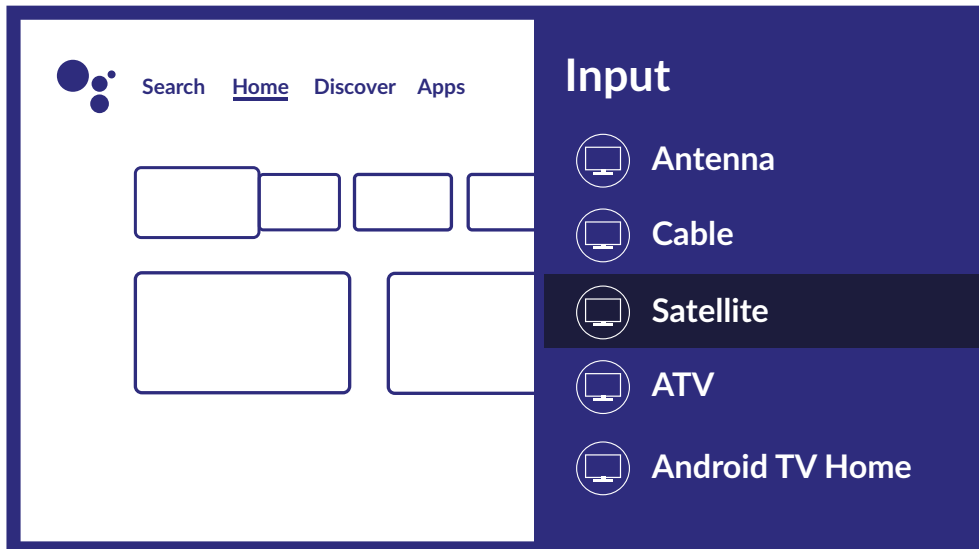 Search Home Discover Apps
Input
Antenna
Cable
Satellite
ATV
Android TV Home